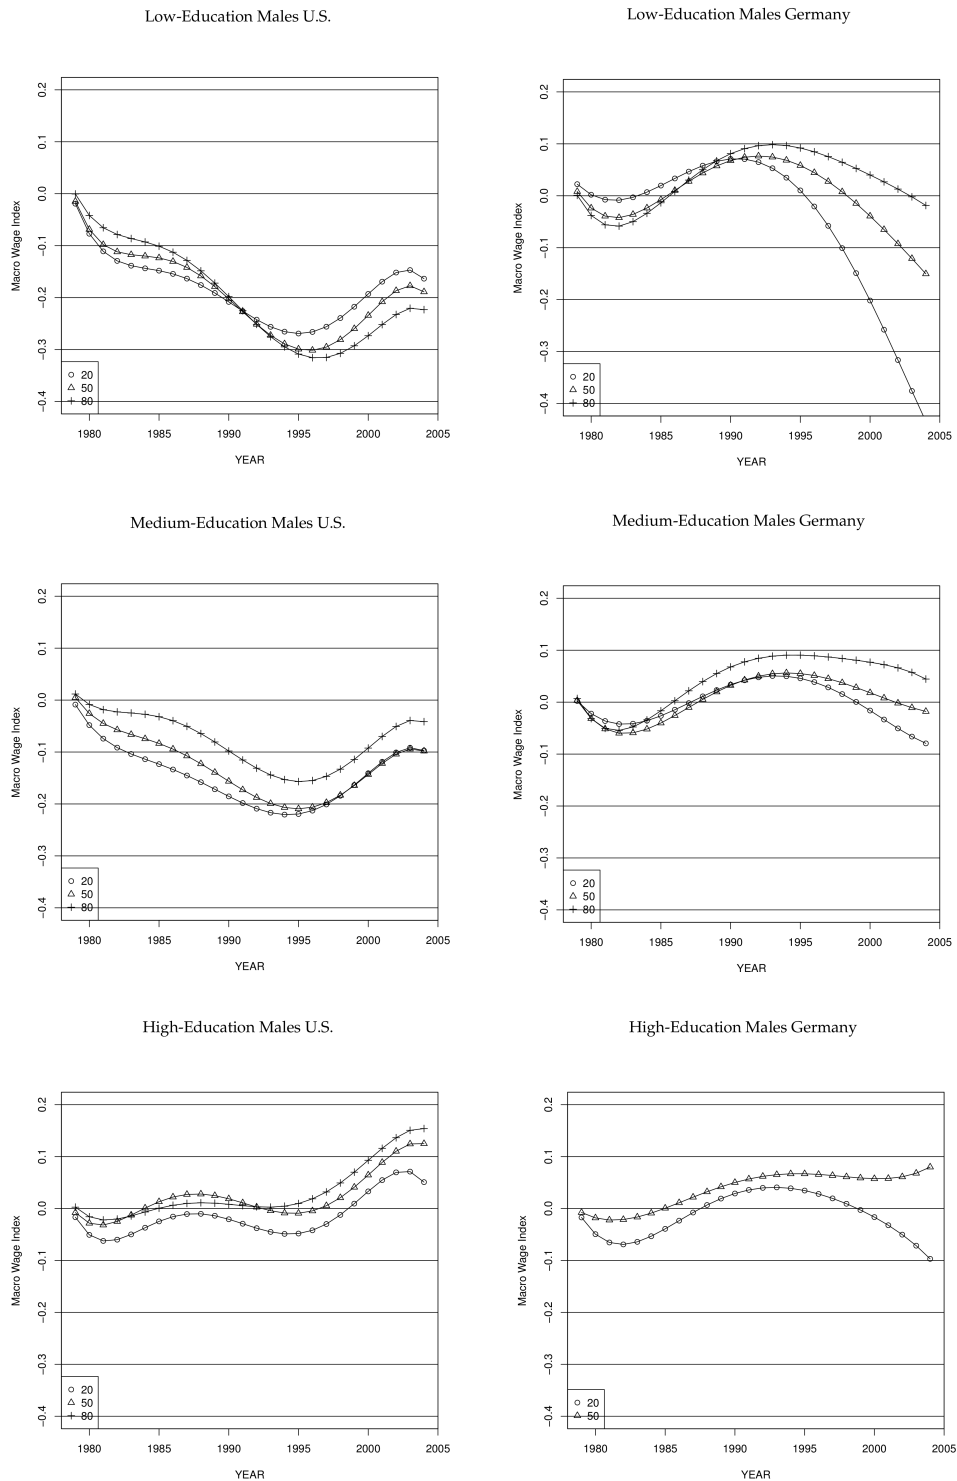 Low-Education Males U.S.
Macro Wage Index
0.2
0.1
0.0
−0.1
−0.2
−0.3
−0.4
20
50
80
1980 1985 1990 1995 2000 2005
YEAR
Low-Education Males Germany
Macro Wage Index
0.2
0.1
0.0
−0.1
−0.2
−0.3
−0.4
20
50
80
1980 1985 1990 1995 2000 2005
YEAR
Medium-Education Males U.S.
Macro Wage Index
0.2
0.1
0.0
−0.1
−0.2
−0.3
−0.4
20
50
80
1980 1985 1990 1995 2000 2005
YEAR
Medium-Education Males Germany
Macro Wage Index
0.2
0.1
0.0
−0.1
−0.2
−0.3
−0.4
20
50
80
1980 1985 1990 1995 2000 2005
YEAR
High-Education Males U.S.
Macro Wage Index
0.2
0.1
0.0
−0.1
−0.2
−0.3
−0.4
20
50
80
1980 1985 1990 1995 2000 2005
YEAR
High-Education Males Germany
Macro Wage Index
0.2
0.1
0.0
−0.1
−0.2
−0.3
−0.4
20
50
1980 1985 1990 1995 2000 2005
YEAR